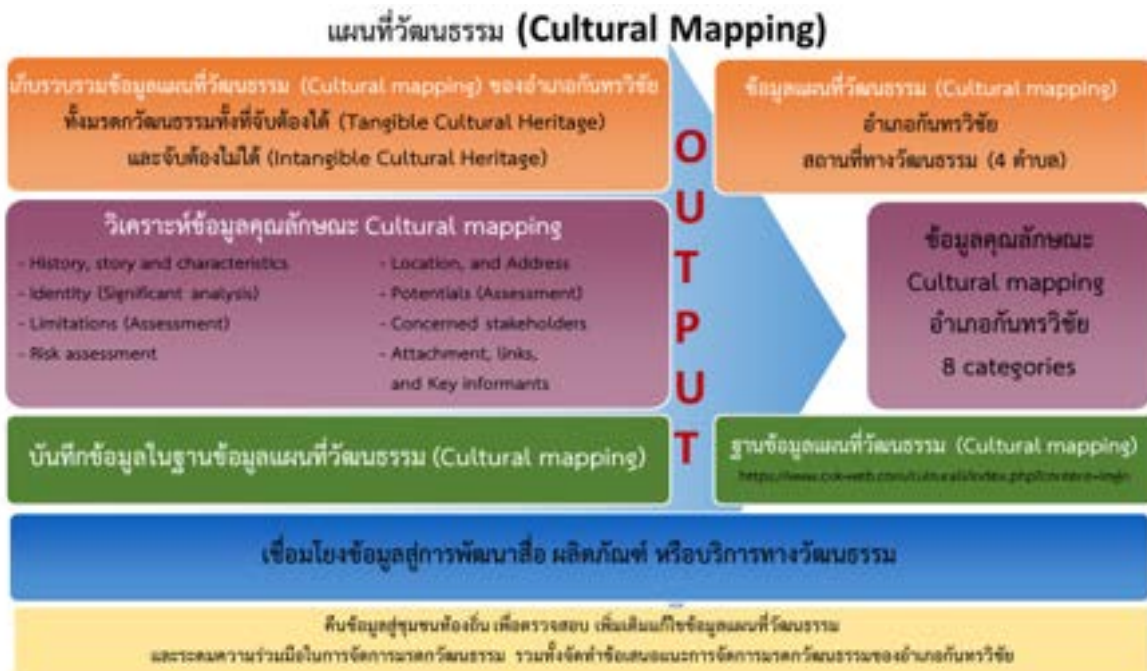 แผนที่วัฒนธรรม (Cultural Mapping)
เก็บรวบรวมข้อมูลแผนที่วัฒนธรรม (Cultural mapping) ของอำเภอกันทรวิชัย
ทั้งมรดกวัฒนธรรมทั้งที่จับต้องได้ (Tangible Cultural Heritage)
และจับต้องไม่ได้ (Intangible Cultural Heritage)
OUTPUT
ข้อมูลแผนที่วัฒนธรรม (Cultural mapping)
อำเภอกันทรวิชัย
สถานที่ทางวัฒนธรรม (4 ตำบล)
วิเคราะห์ข้อมูลคุณลักษณะ Cultural mapping
- History, story and characteristics
- Identity (Significant analysis)
- Limitations (Assessment)
- Risk assessment
- Location, and Address
- Potentials (Assessment)
- Concerned stakeholders
- Attachment, links,
and Key informants
ข้อมูลคุณลักษณะ
Cultural mapping
อำเภอกันทรวิชัย
8 categories
บันทึกข้อมูลในฐานข้อมูลแผนที่วัฒนธรรม (Cultural mapping)
ฐานข้อมูลแผนที่วัฒนธรรม (Cultural mapping)
เชื่อมโยงข้อมูลสู่การพัฒนาสื่อ ผลิตภัณฑ์ หรือบริการทางวัฒนธรรม
คืนข้อมูลสู่ชุมชนท้องถิ่น เพื่อตรวจสอบ เพิ่มเติมแก้ไขข้อมูลแผนที่วัฒนธรรม
และระดมความร่วมมือในการจัดการมรดกวัฒนธรรม รวมทั้งจัดทำข้อเสนอแนะการจัดการมรดกวัฒนธรรมของอำเภอกันทรวิชัย